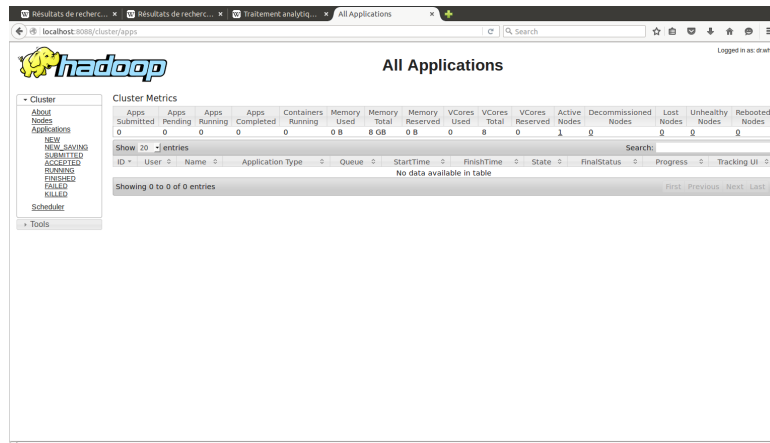 Résultats de recherc... × Résultats de recherc... × Traitement analytiq... × All Applications ×
localhost:8088/cluster/apps Search
Logged in as: dr.wh
hadoop
All Applications
Cluster
About
Nodes
Applications
NEW
NEW_SAVING
SUBMITTED
ACCEPTED
RUNNING
FINISHED
FAILED
KILLED
Scheduler
Tools
Cluster Metrics
Apps Submitted Apps Pending Apps Running Apps Completed Containers Running Memory Used Memory Total Memory Reserved VCores Used VCores Total VCores Reserved Active Nodes Decommissioned Nodes Lost Nodes Unhealthy Nodes Rebooted Nodes
0 0 0 0 0 0 B 8 GB 0 B 0 8 0 1 0 0 0 0
Show 20 entries Search:
ID User Name Application Type Queue StartTime FinishTime State FinalStatus Progress Tracking UI
No data available in table
Showing 0 to 0 of 0 entries First Previous Next Last